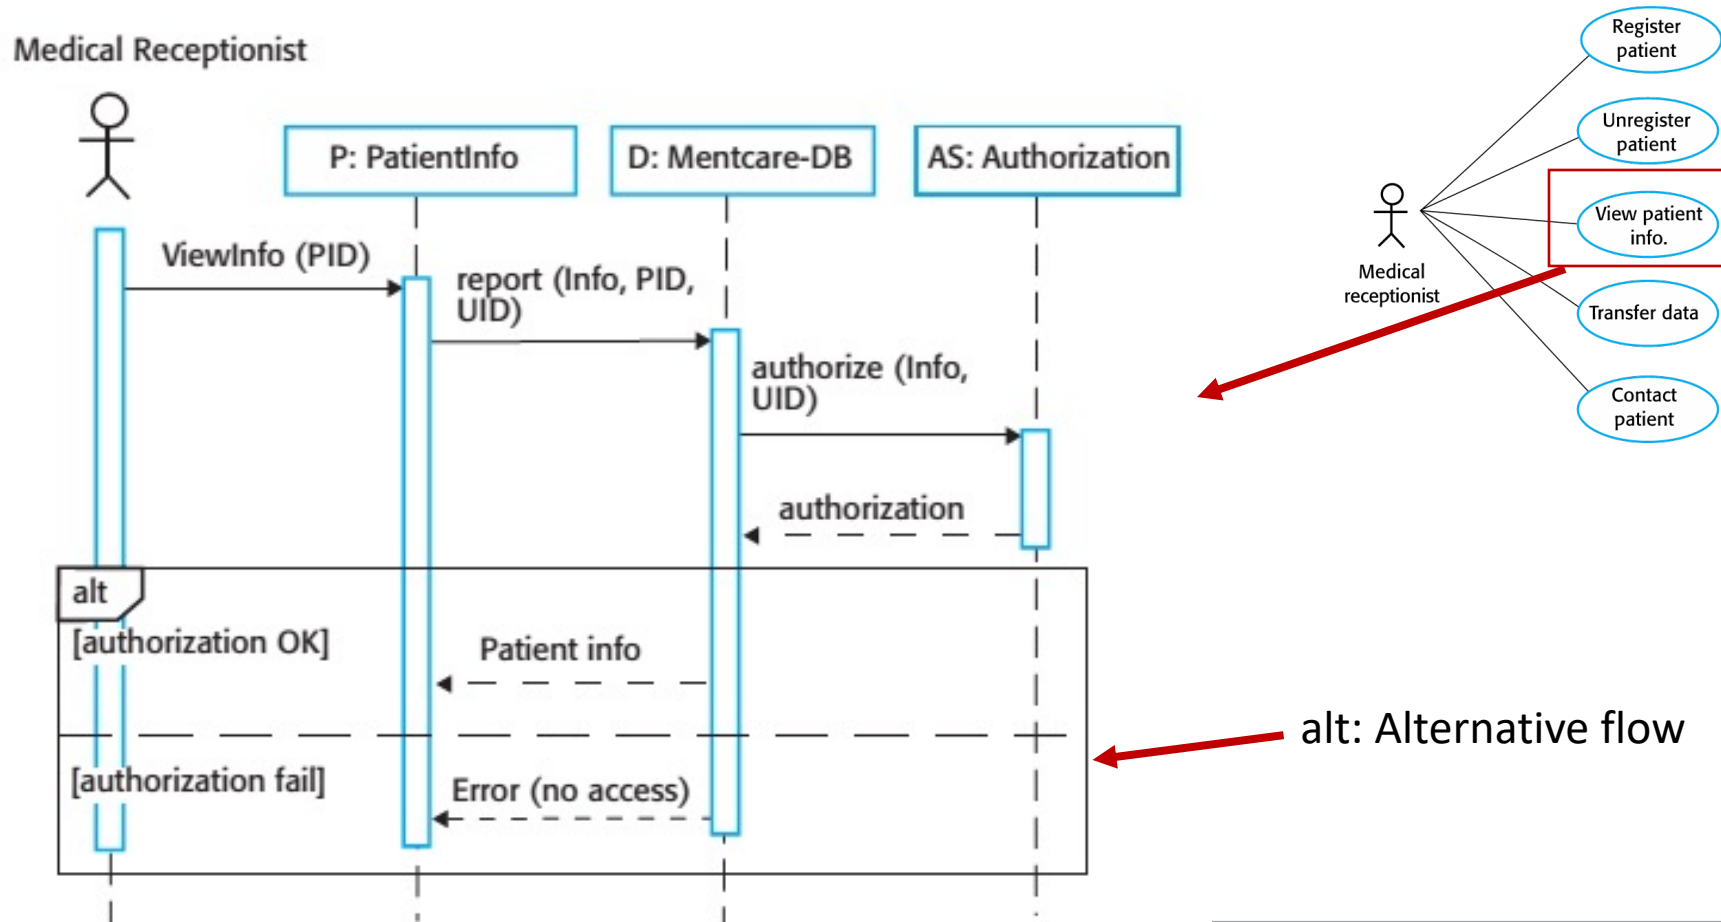 Medical Receptionist
P: PatientInfo
D: Mentcare-DB
AS: Authorization
ViewInfo (PID)
report (Info, PID,
UID)
authorize (Info,
UID)
authorization
alt
[authorization OK]
Patient info
[authorization fail]
Error (no access)
Register
patient
Unregister
patient
View patient
info.
Medical
receptionist
Transfer data
Contact
patient
alt: Alternative flow